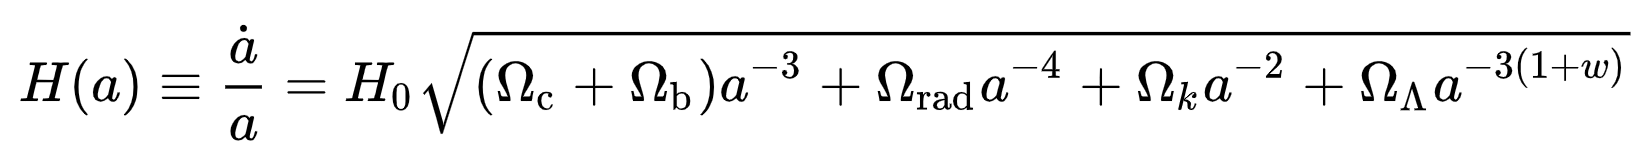 H(a) ≡ ȧ/a = H₀ √((Ω_c + Ω_b)a⁻³ + Ω_rad a⁻⁴ + Ω_k a⁻² + Ω_Λ a^{−3(1+w)})